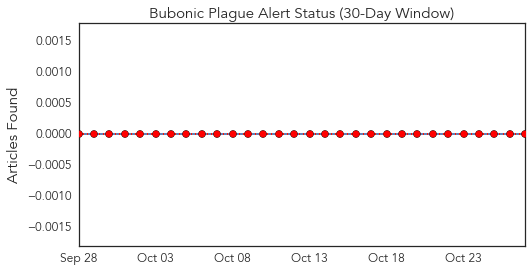 Bubonic Plague Alert Status (30-Day Window)
Articles Found
0.0015
0.0010
0.0005
0.0000
−0.0005
−0.0010
−0.0015
Sep 28 Oct 03 Oct 08 Oct 13 Oct 18 Oct 23